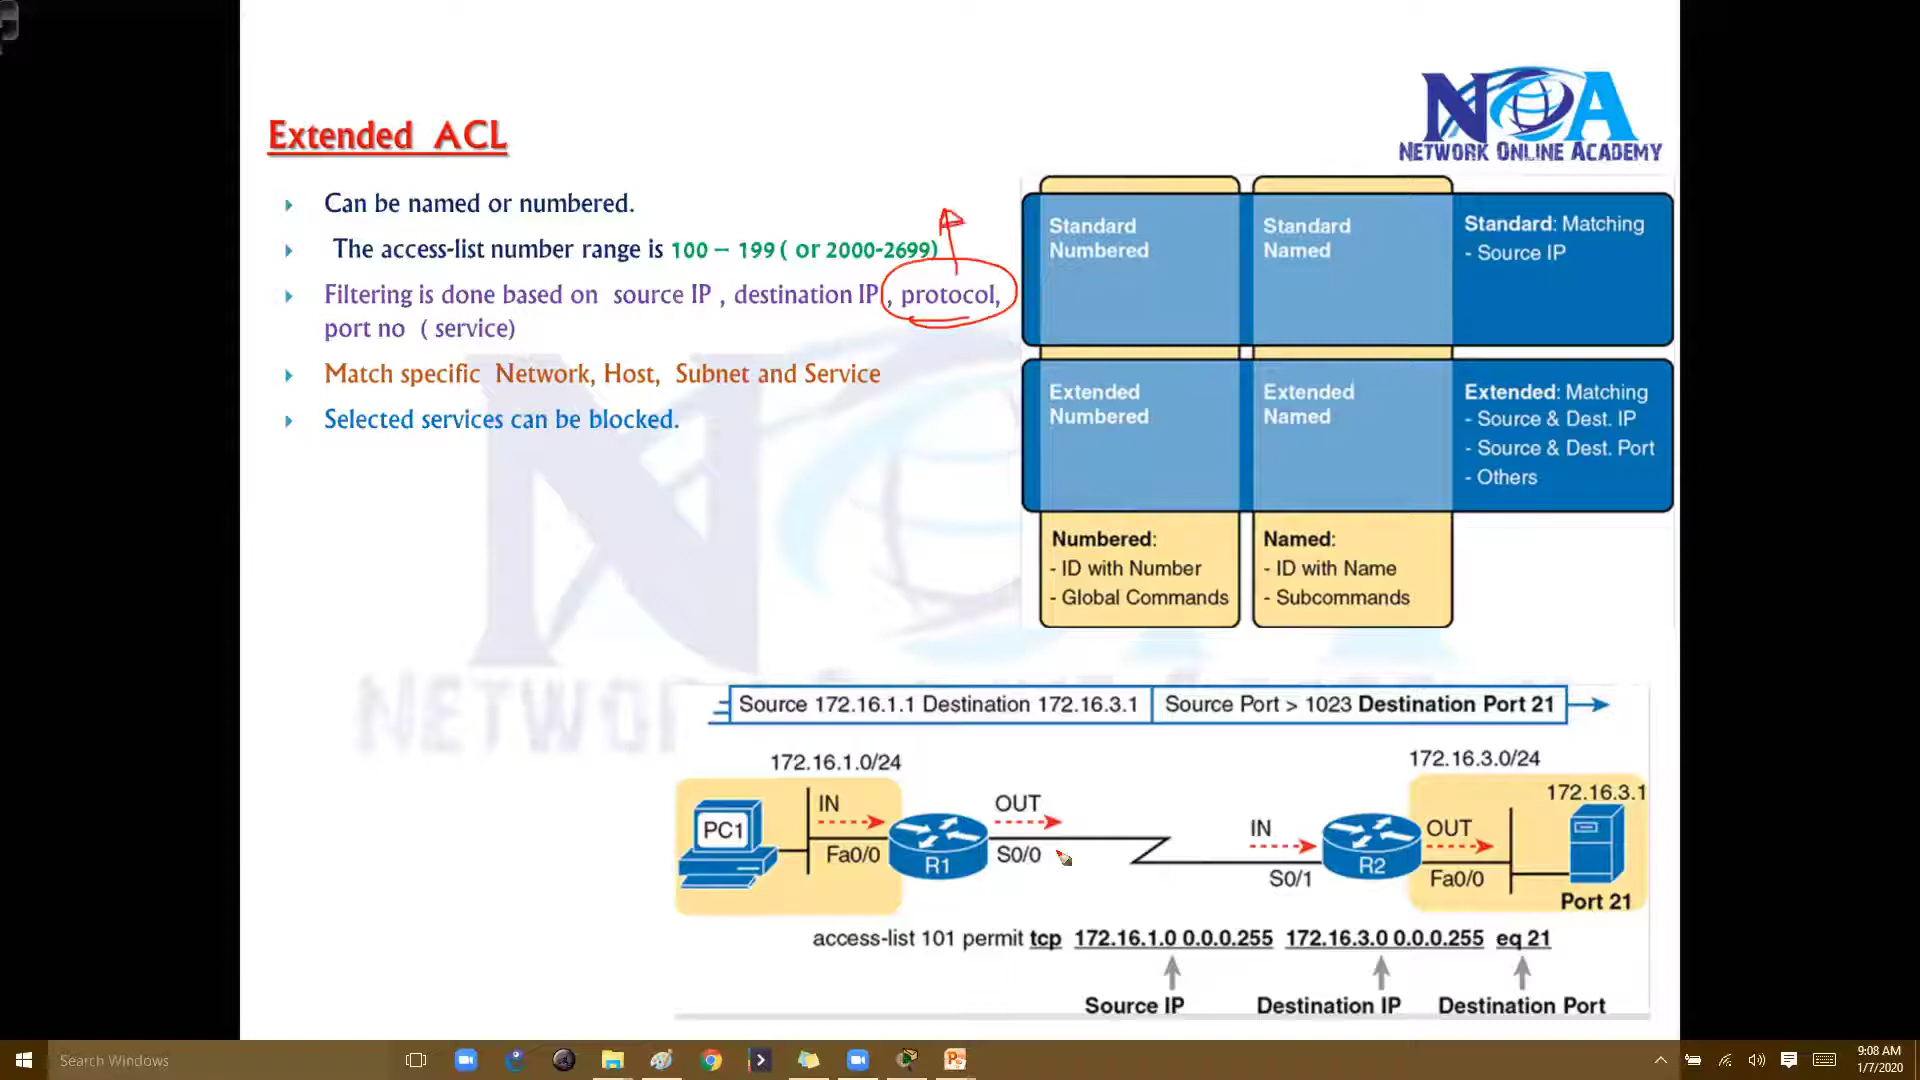 NOA
NETWORK ONLINE ACADEMY
Extended ACL
Can be named or numbered.
The access-list number range is 100 – 199 ( or 2000-2699)
Filtering is done based on source IP , destination IP , protocol,
port no ( service)
Match specific Network, Host, Subnet and Service
Selected services can be blocked.
Standard
Numbered
Standard
Named
Standard: Matching
- Source IP
Extended
Numbered
Extended
Named
Extended: Matching
- Source & Dest. IP
- Source & Dest. Port
- Others
Numbered:
- ID with Number
- Global Commands
Named:
- ID with Name
- Subcommands
Source 172.16.1.1 Destination 172.16.3.1
Source Port > 1023 Destination Port 21
172.16.1.0/24
172.16.3.0/24
172.16.3.1
PC1
IN
Fa0/0
R1
OUT
S0/0
IN
S0/1
R2
OUT
Fa0/0
Port 21
access-list 101 permit tcp 172.16.1.0 0.0.0.255 172.16.3.0 0.0.0.255 eq 21
Source IP
Destination IP
Destination Port
Search Windows
9:08 AM
1/7/2020